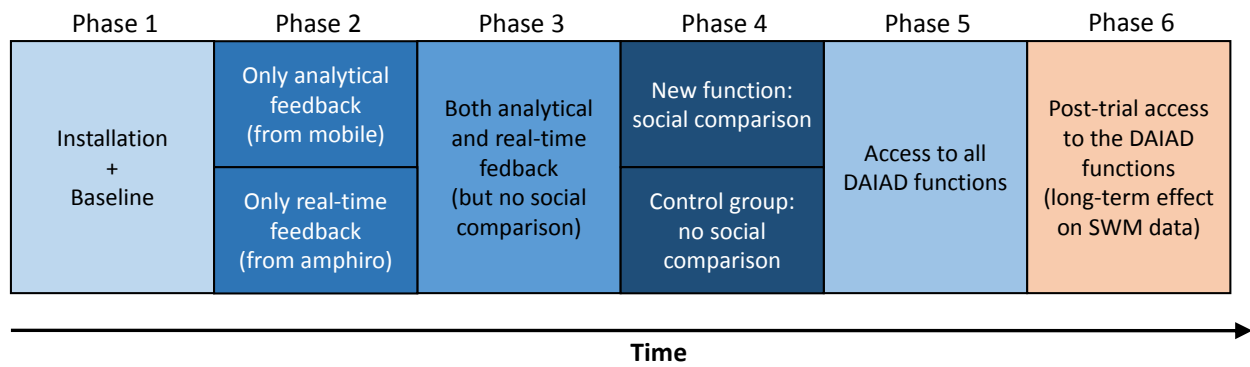 Phase 1
Phase 2
Phase 3
Phase 4
Phase 5
Phase 6
Installation
+
Baseline
Only analytical
feedback
(from mobile)
Only real-time
feedback
(from amphiro)
Both analytical
and real-time
fedback
(but no social
comparison)
New function:
social comparison
Control group:
no social
comparison
Access to all
DAIAD functions
Post-trial access
to the DAIAD
functions
(long-term effect
on SWM data)
Time